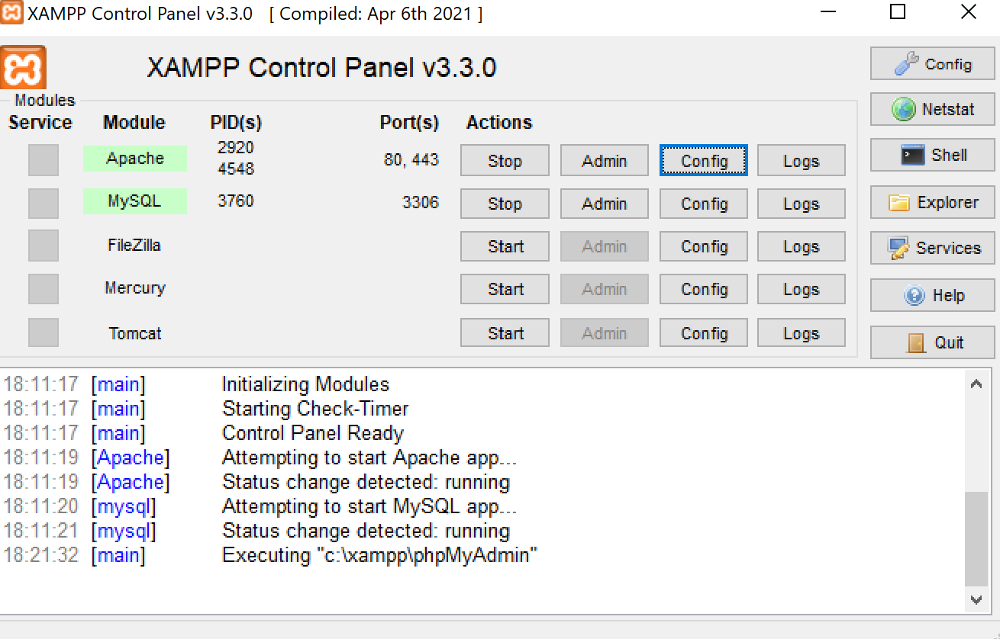 XAMPP Control Panel v3.3.0 [ Compiled: Apr 6th 2021 ]
XAMPP Control Panel v3.3.0
Config
Modules
Netstat
Service Module PID(s) Port(s) Actions
Apache 2920 4548 80, 443 Stop Admin Config Logs
Shell
MySQL 3760 3306 Stop Admin Config Logs
Explorer
FileZilla Start Admin Config Logs
Services
Mercury Start Admin Config Logs
Help
Tomcat Start Admin Config Logs
Quit
18:11:17 [main] Initializing Modules
18:11:17 [main] Starting Check-Timer
18:11:17 [main] Control Panel Ready
18:11:19 [Apache] Attempting to start Apache app...
18:11:19 [Apache] Status change detected: running
18:11:20 [mysql] Attempting to start MySQL app...
18:11:21 [mysql] Status change detected: running
18:21:32 [main] Executing "c:\xampp\phpMyAdmin"